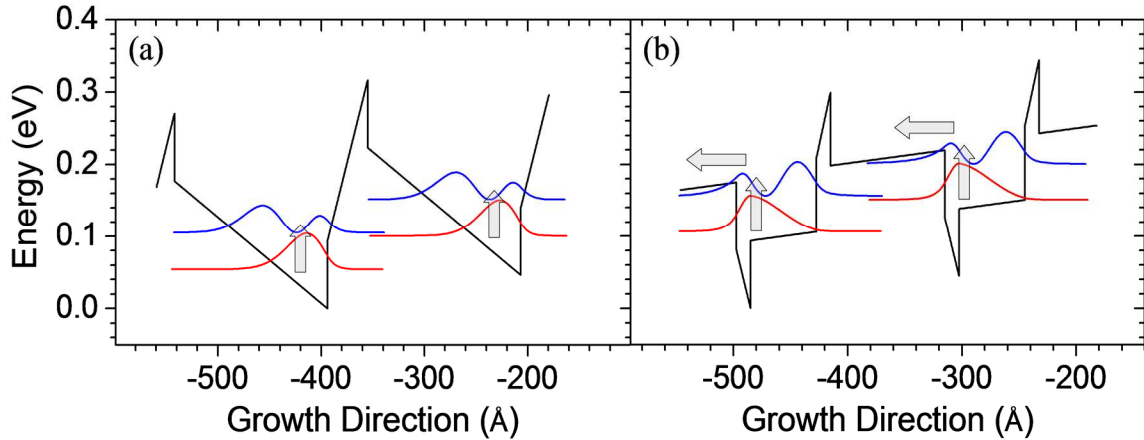 (a)
(b)
Energy (eV)
0.4
0.3
0.2
0.1
0.0
-500 -400 -300 -200
-500 -400 -300 -200
Growth Direction (Å)
Growth Direction (Å)